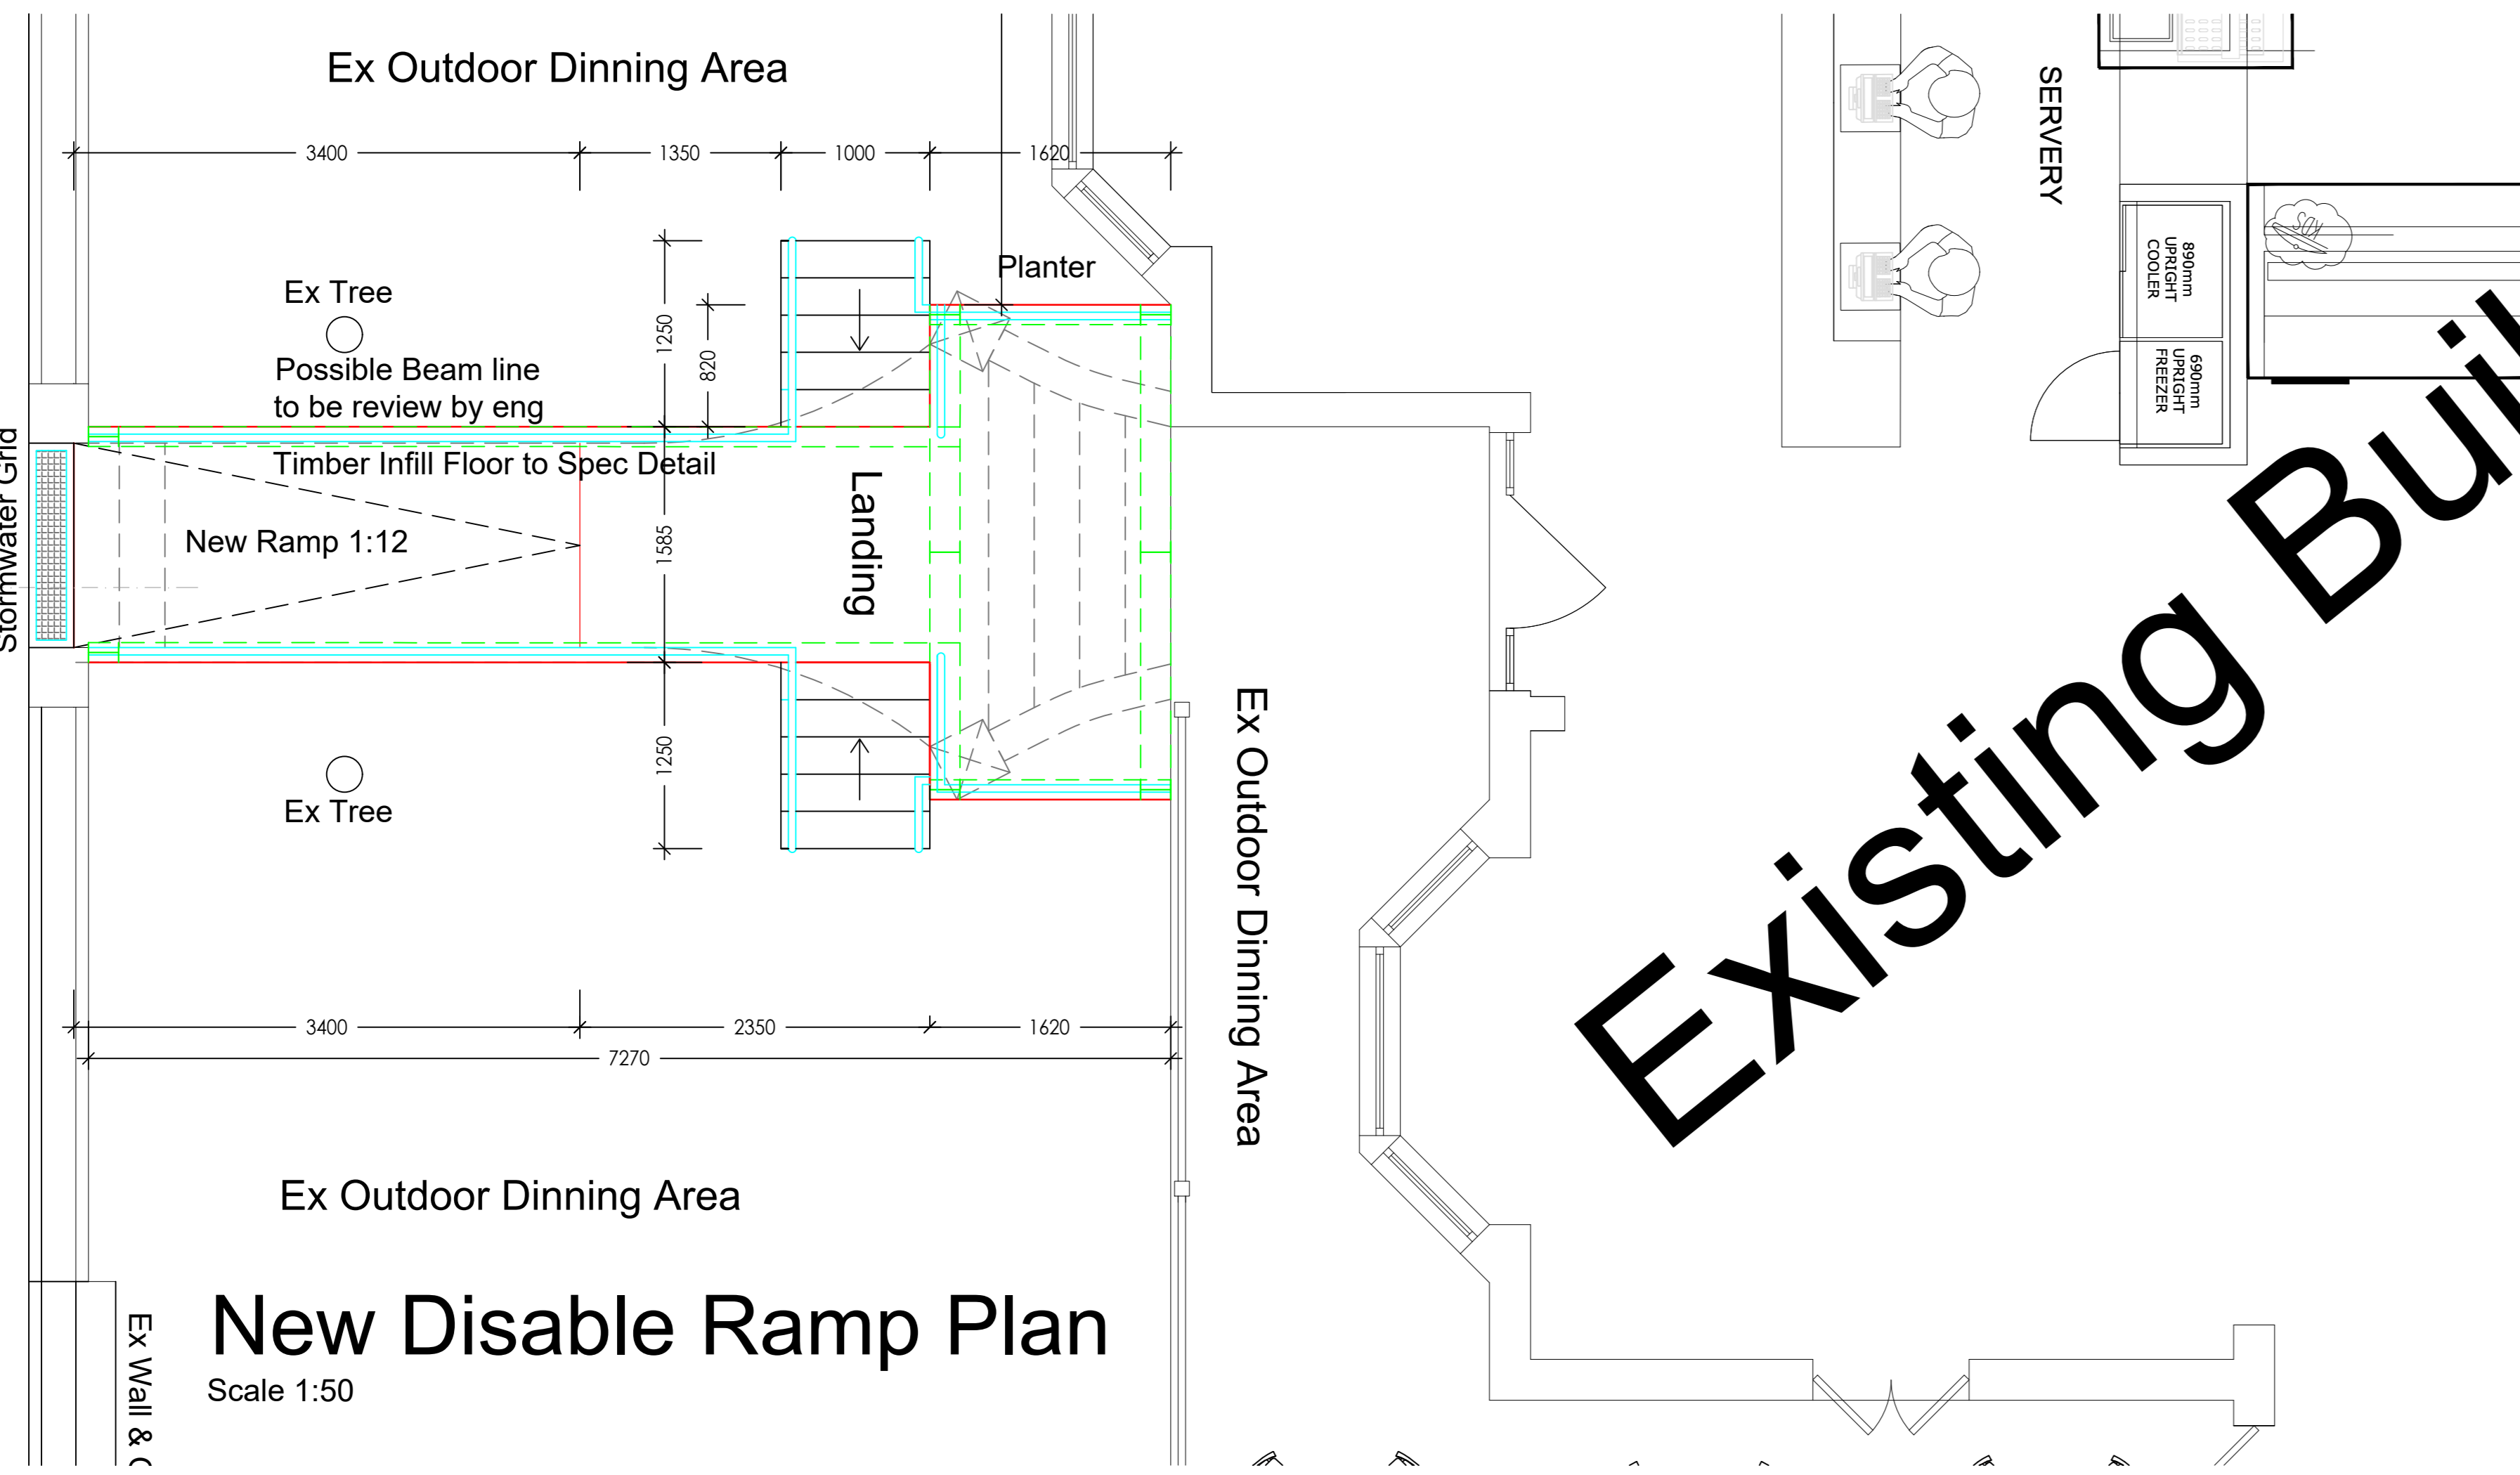 Ex Outdoor Dinning Area
3400
1350
1000
1620
SERVERY
890mm
UPRIGHT
COOLER
690mm
UPRIGHT
FREEZER
Planter
Ex Tree
1250
820
Possible Beam line
to be review by eng
Timber Infill Floor to Spec Detail
Stormwater Grid
New Ramp 1:12
1585
Landing
Existing Buil
Ex Outdoor Dinning Area
1250
Ex Tree
3400
2350
1620
7270
Ex Outdoor Dinning Area
New Disable Ramp Plan
Scale 1:50
Ex Wall &